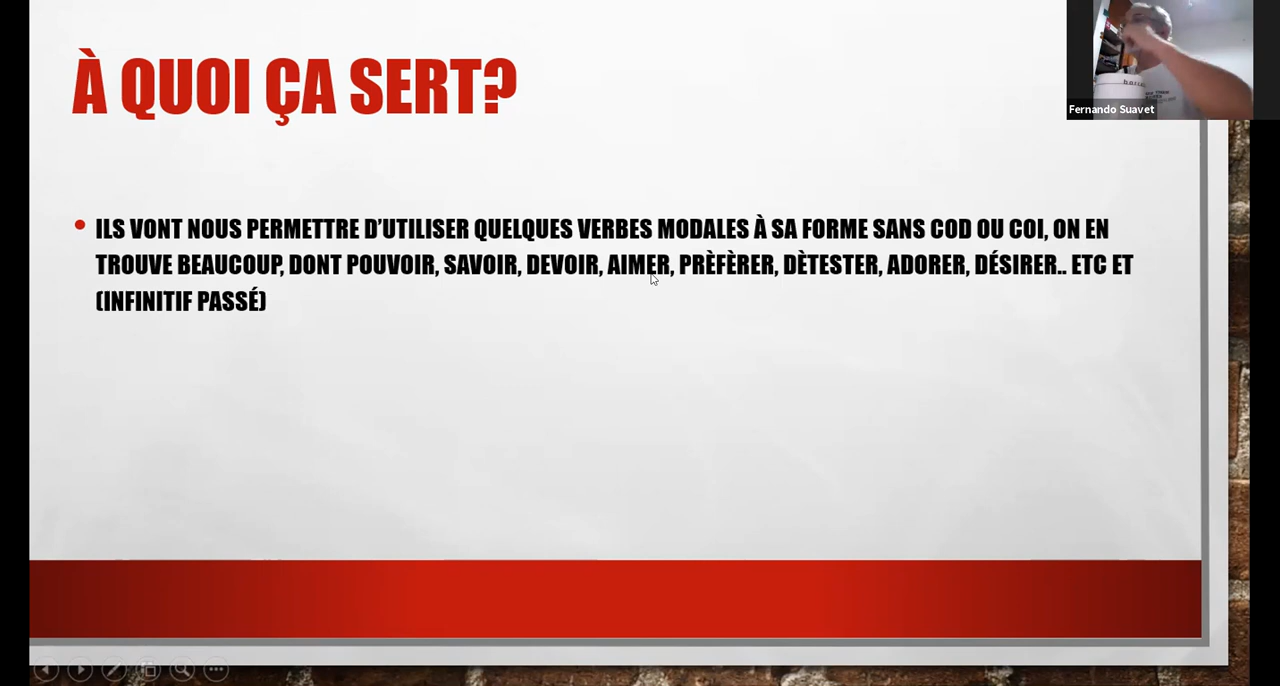 À QUOI ÇA SERT?
Fernando Suavet
• ILS VONT NOUS PERMETTRE D’UTILISER QUELQUES VERBES MODALES À SA FORME SANS COD OU COI, ON EN
TROUVE BEAUCOUP, DONT POUVOIR, SAVOIR, DEVOIR, AIMER, PRÈFÈRER, DÈTESTER, ADORER, DÉSIRER.. ETC ET
(INFINITIF PASSÉ)